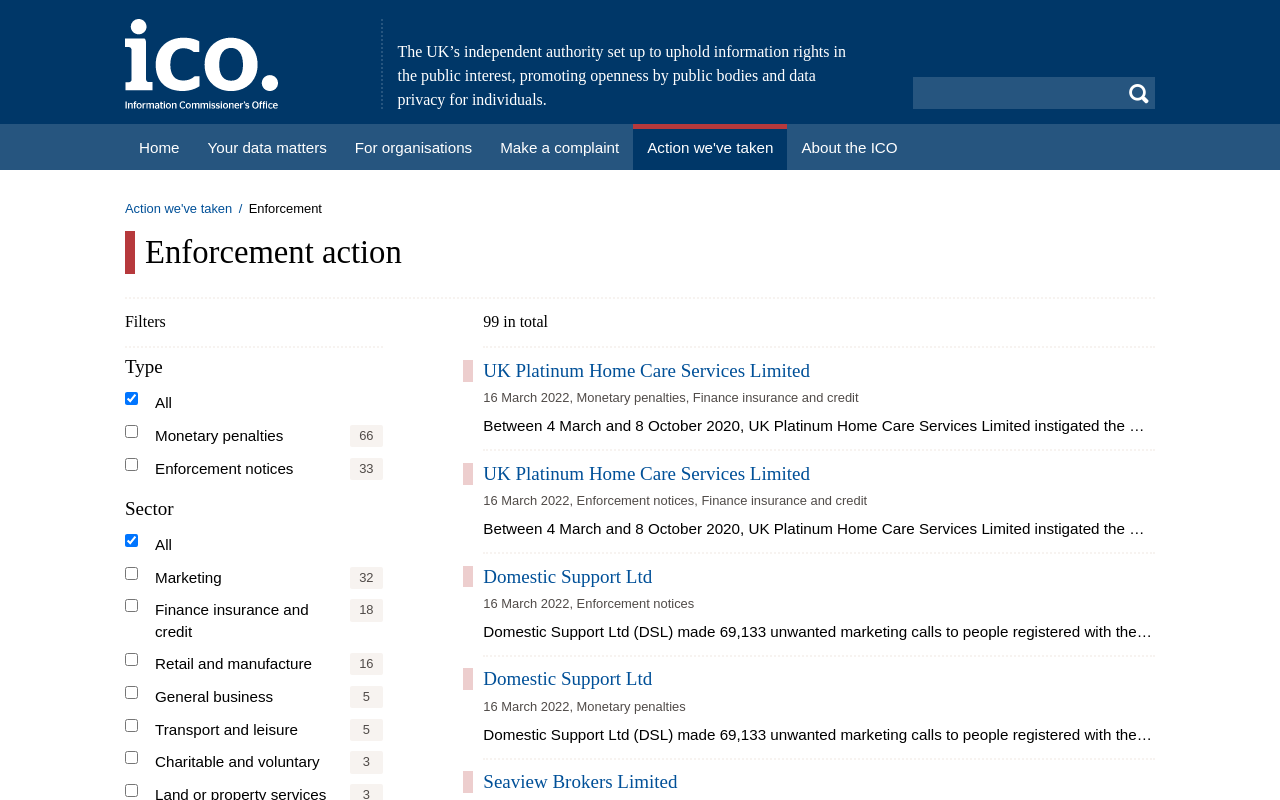 ico.
Information Commissioner's Office
The UK’s independent authority set up to uphold information rights in
the public interest, promoting openness by public bodies and data
privacy for individuals.
Home
Your data matters
For organisations
Make a complaint
Action we've taken
About the ICO
Action we've taken / Enforcement
Enforcement action
Filters
Type
All
Monetary penalties 66
Enforcement notices 33
Sector
All
Marketing 32
Finance insurance and 18
credit
Retail and manufacture 16
General business 5
Transport and leisure 5
Charitable and voluntary 3
Land or property services 3
99 in total
UK Platinum Home Care Services Limited
16 March 2022, Monetary penalties, Finance insurance and credit
Between 4 March and 8 October 2020, UK Platinum Home Care Services Limited instigated the …
UK Platinum Home Care Services Limited
16 March 2022, Enforcement notices, Finance insurance and credit
Between 4 March and 8 October 2020, UK Platinum Home Care Services Limited instigated the …
Domestic Support Ltd
16 March 2022, Enforcement notices
Domestic Support Ltd (DSL) made 69,133 unwanted marketing calls to people registered with the…
Domestic Support Ltd
16 March 2022, Monetary penalties
Domestic Support Ltd (DSL) made 69,133 unwanted marketing calls to people registered with the…
Seaview Brokers Limited